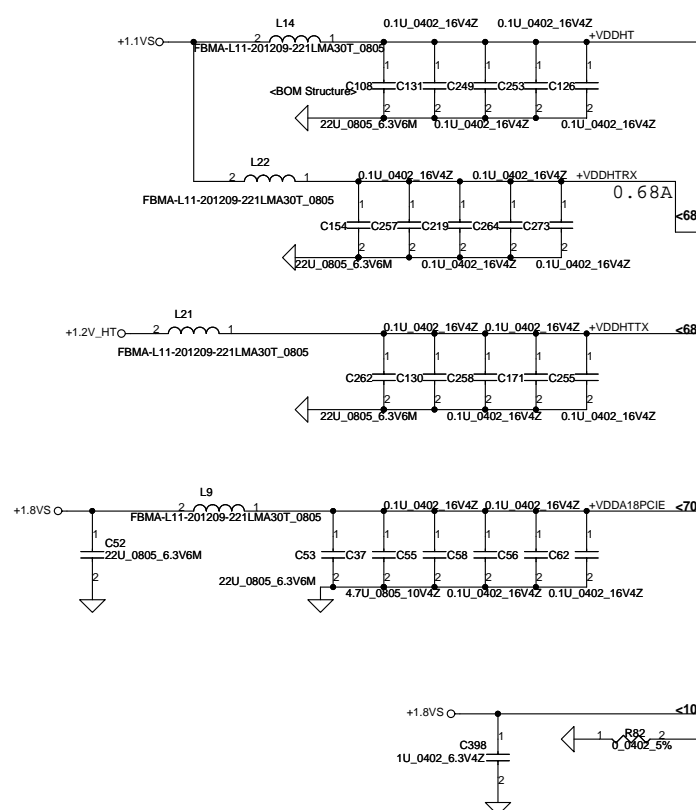 L14
0.1U_0402_16V4Z 0.1U_0402_16V4Z
+1.1VS 2 1 +VDDHT
FBMA-L11-201209-221LMA30T_0805
1 1 1 1 1
<BOM Structure> C108 C131 C249 C253 C126
2 2 2 2 2
22U_0805_6.3V6M 0.1U_0402_16V4Z 0.1U_0402_16V4Z
L22
2 1 0.1U_0402_16V4Z 0.1U_0402_16V4Z +VDDHTRX
FBMA-L11-201209-221LMA30T_0805 0.68A
1 1 1 1 1
<68
C154 C257 C219 C264 C273
2 2 2 2 2
22U_0805_6.3V6M 0.1U_0402_16V4Z 0.1U_0402_16V4Z
L21
+1.2V_HT 2 1 0.1U_0402_16V4Z 0.1U_0402_16V4Z +VDDHTTX <68
FBMA-L11-201209-221LMA30T_0805
1 1 1 1 1
C262 C130 C258 C171 C255
2 2 2 2 2
22U_0805_6.3V6M 0.1U_0402_16V4Z 0.1U_0402_16V4Z
L9
+1.8VS 2 1 0.1U_0402_16V4Z 0.1U_0402_16V4Z +VDDA18PCIE <70
FBMA-L11-201209-221LMA30T_0805
1 1 1 1 1 1 1
C52
22U_0805_6.3V6M C53 C37 C55 C58 C56 C62
2 2 2 2 2 2 2
22U_0805_6.3V6M 4.7U_0805_10V4Z 0.1U_0402_16V4Z 0.1U_0402_16V4Z
+1.8VS <10
1 1 R82 2
C398 0_0402_5%
1U_0402_6.3V4Z
2